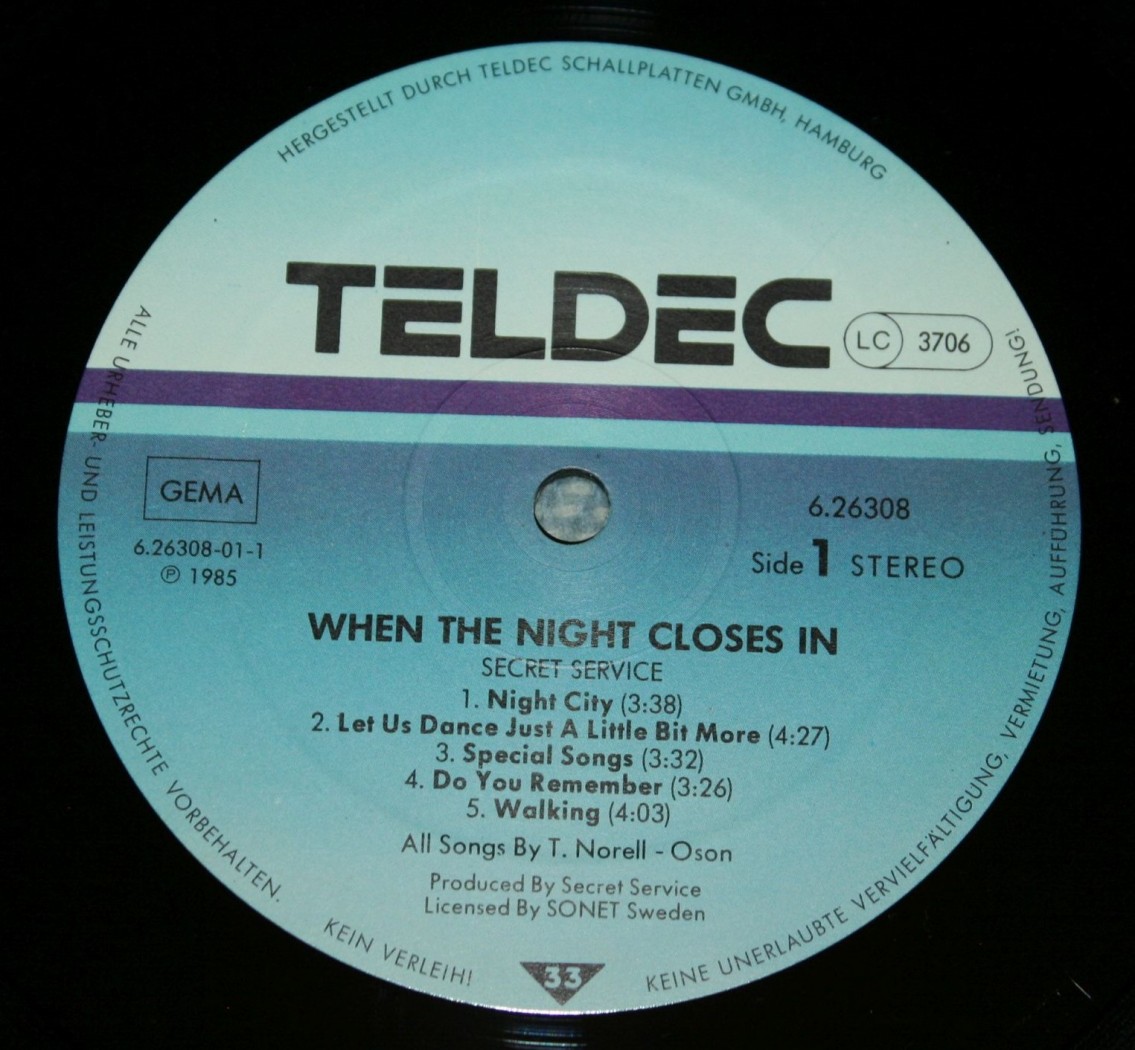 HERGESTELLT DURCH TELDEC SCHALLPLATTEN GMBH, HAMBURG
TELDEC
LC 3706
GEMA
6.26308-01-1
Ⓟ 1985
6.26308
Side 1 STEREO
WHEN THE NIGHT CLOSES IN
SECRET SERVICE
1. Night City (3:38)
2. Let Us Dance Just A Little Bit More (4:27)
3. Special Songs (3:32)
4. Do You Remember (3:26)
5. Walking (4:03)
All Songs By T. Norell - Oson
Produced By Secret Service
Licensed By SONET Sweden
33
ALLE URHEBER- UND LEISTUNGSSCHUTZRECHTE VORBEHALTEN.
KEIN VERLEIH!
KEINE UNERLAUBTE VERVIELFÄLTIGUNG, VERMIETUNG, AUFFÜHRUNG, SENDUNG!